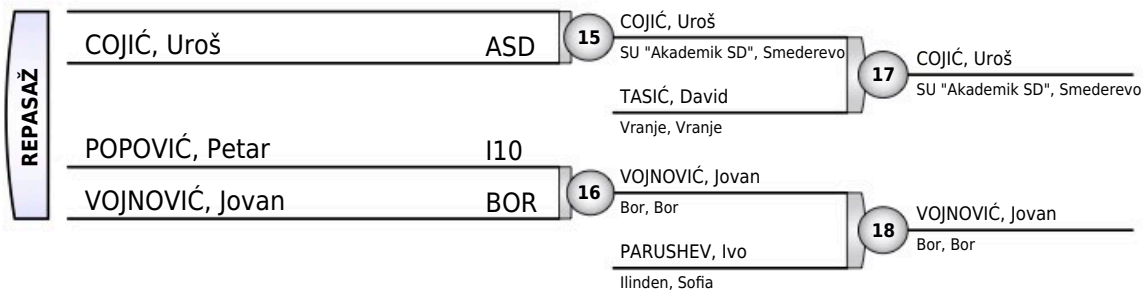 REPASAŽ
COJIĆ, Uroš ASD
15
COJIĆ, Uroš
SU "Akademik SD", Smederevo
TASIĆ, David
Vranje, Vranje
17
COJIĆ, Uroš
SU "Akademik SD", Smederevo
POPOVIĆ, Petar I10
VOJNOVIĆ, Jovan BOR
16
VOJNOVIĆ, Jovan
Bor, Bor
PARUSHEV, Ivo
Ilinden, Sofia
18
VOJNOVIĆ, Jovan
Bor, Bor